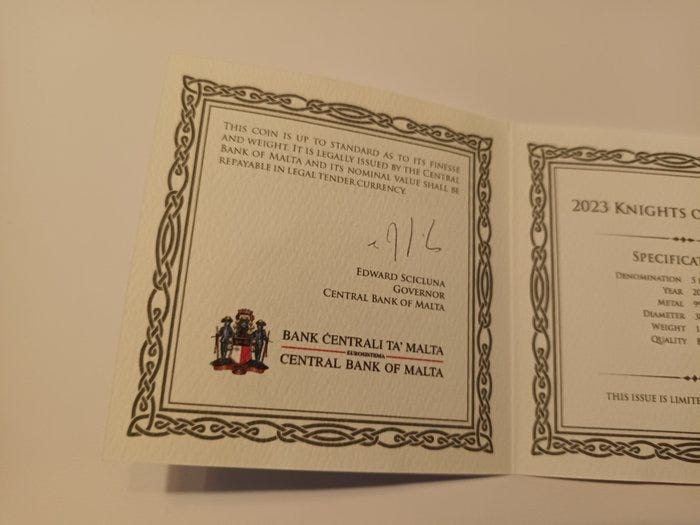 THIS COIN IS UP TO STANDARD AS TO ITS FINESSE
AND WEIGHT. IT IS LEGALLY ISSUED BY THE CENTRAL
BANK OF MALTA AND ITS NOMINAL VALUE SHALL BE
REPAYABLE IN LEGAL TENDER CURRENCY.
EDWARD SCICLUNA
GOVERNOR
CENTRAL BANK OF MALTA
BANK ĊENTRALI TA' MALTA
EUROSISTEMA
CENTRAL BANK OF MALTA
2023 KNIGHTS
DENOMINATION 5
YEAR
METAL
DIAMETER
WEIGHT
QUALITY
THIS ISSUE IS